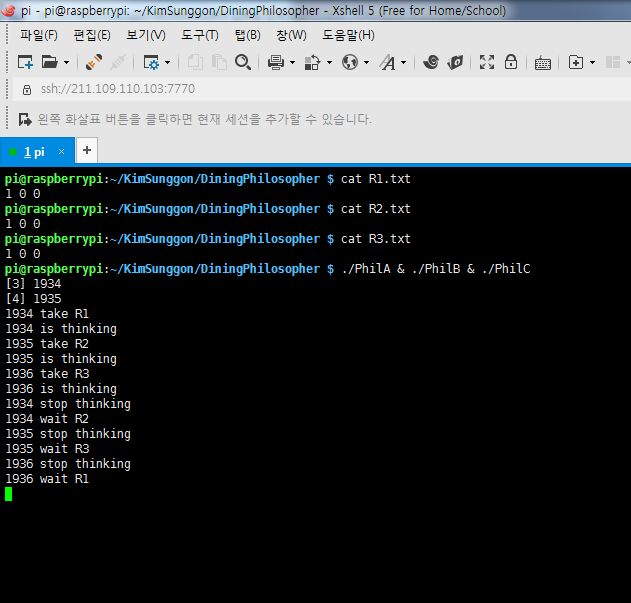 pi - pi@raspberrypi: ~/KimSunggon/DiningPhilosopher - Xshell 5 (Free for Home/School)
파일(F) 편집(E) 보기(V) 도구(T) 탭(B) 창(W) 도움말(H)
ssh://211.109.110.103:7770
왼쪽 화살표 버튼을 클릭하면 현재 세션을 추가할 수 있습니다.
1 pi × +
pi@raspberrypi:~/KimSunggon/DiningPhilosopher $ cat R1.txt
1 0 0
pi@raspberrypi:~/KimSunggon/DiningPhilosopher $ cat R2.txt
1 0 0
pi@raspberrypi:~/KimSunggon/DiningPhilosopher $ cat R3.txt
1 0 0
pi@raspberrypi:~/KimSunggon/DiningPhilosopher $ ./PhilA & ./PhilB & ./PhilC
[3] 1934
[4] 1935
1934 take R1
1934 is thinking
1935 take R2
1935 is thinking
1936 take R3
1936 is thinking
1934 stop thinking
1934 wait R2
1935 stop thinking
1935 wait R3
1936 stop thinking
1936 wait R1